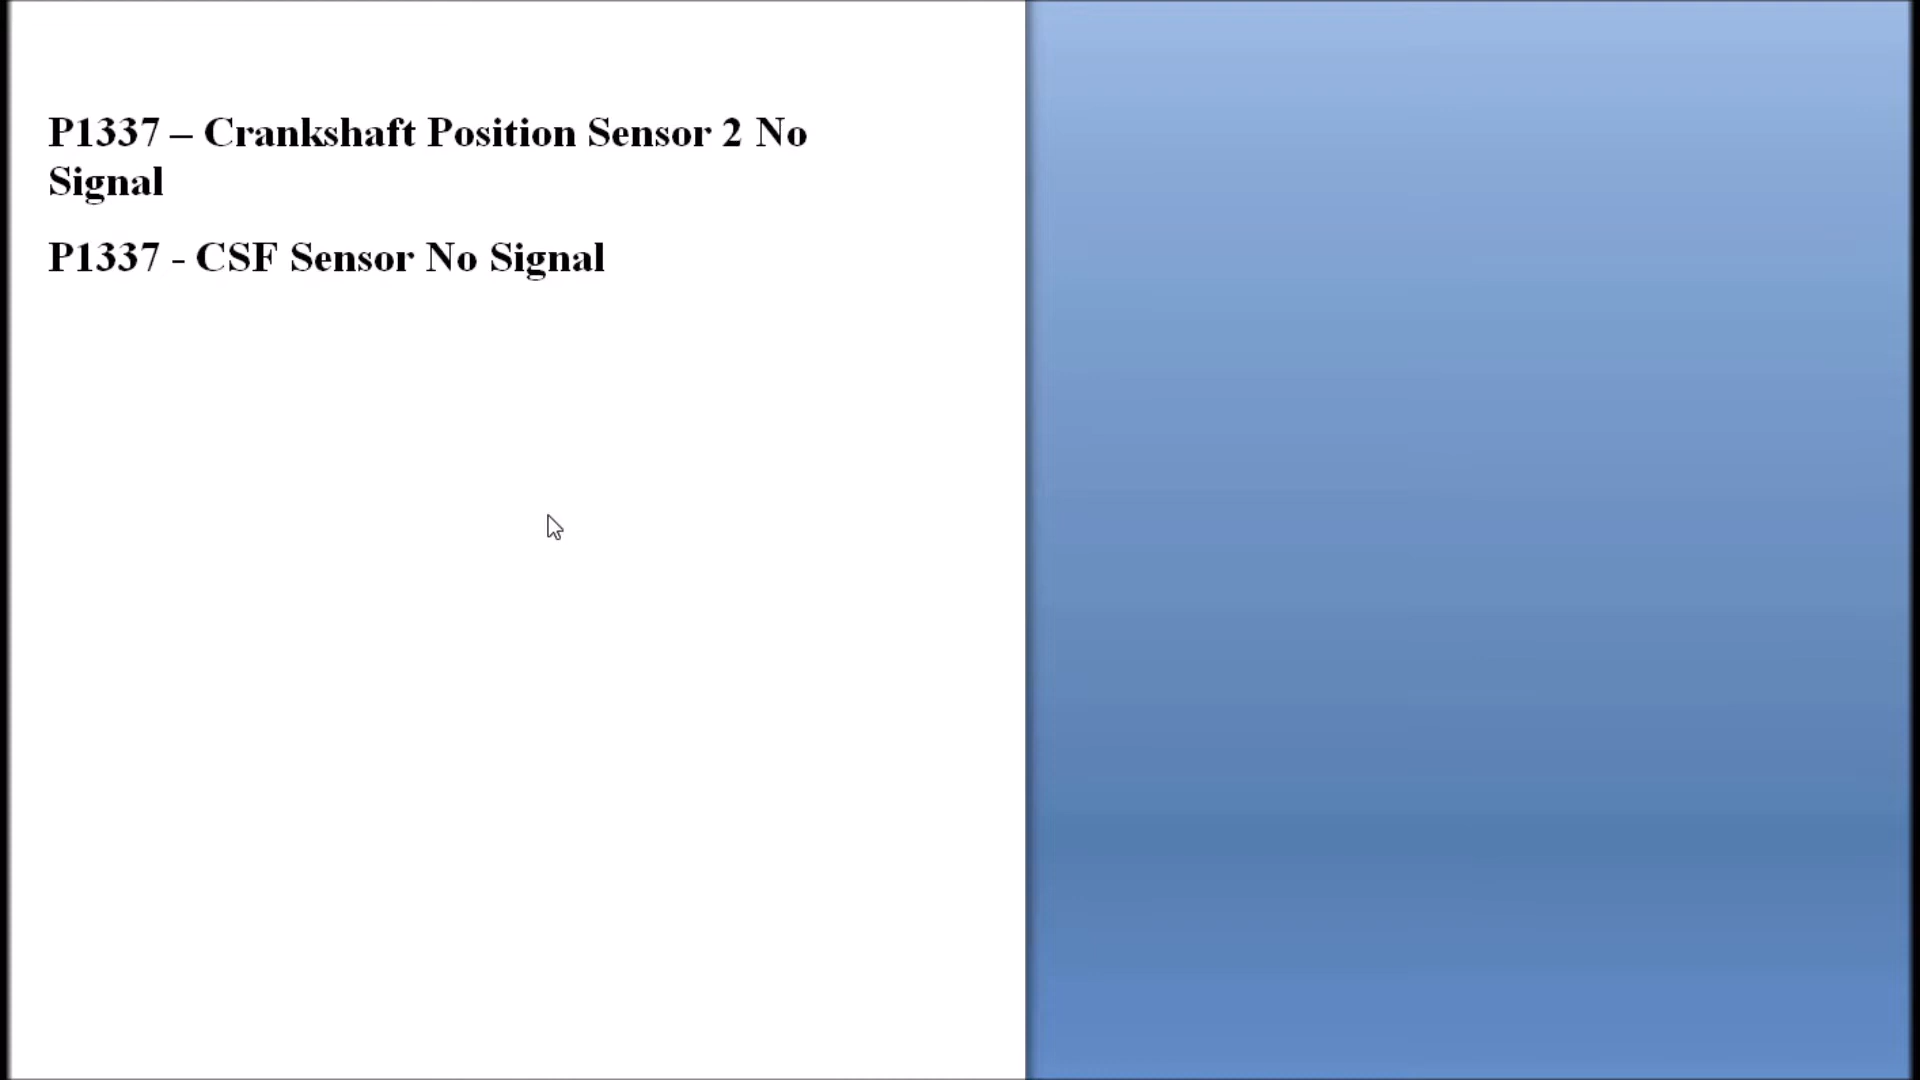 P1337 – Crankshaft Position Sensor 2 No
Signal
P1337 - CSF Sensor No Signal